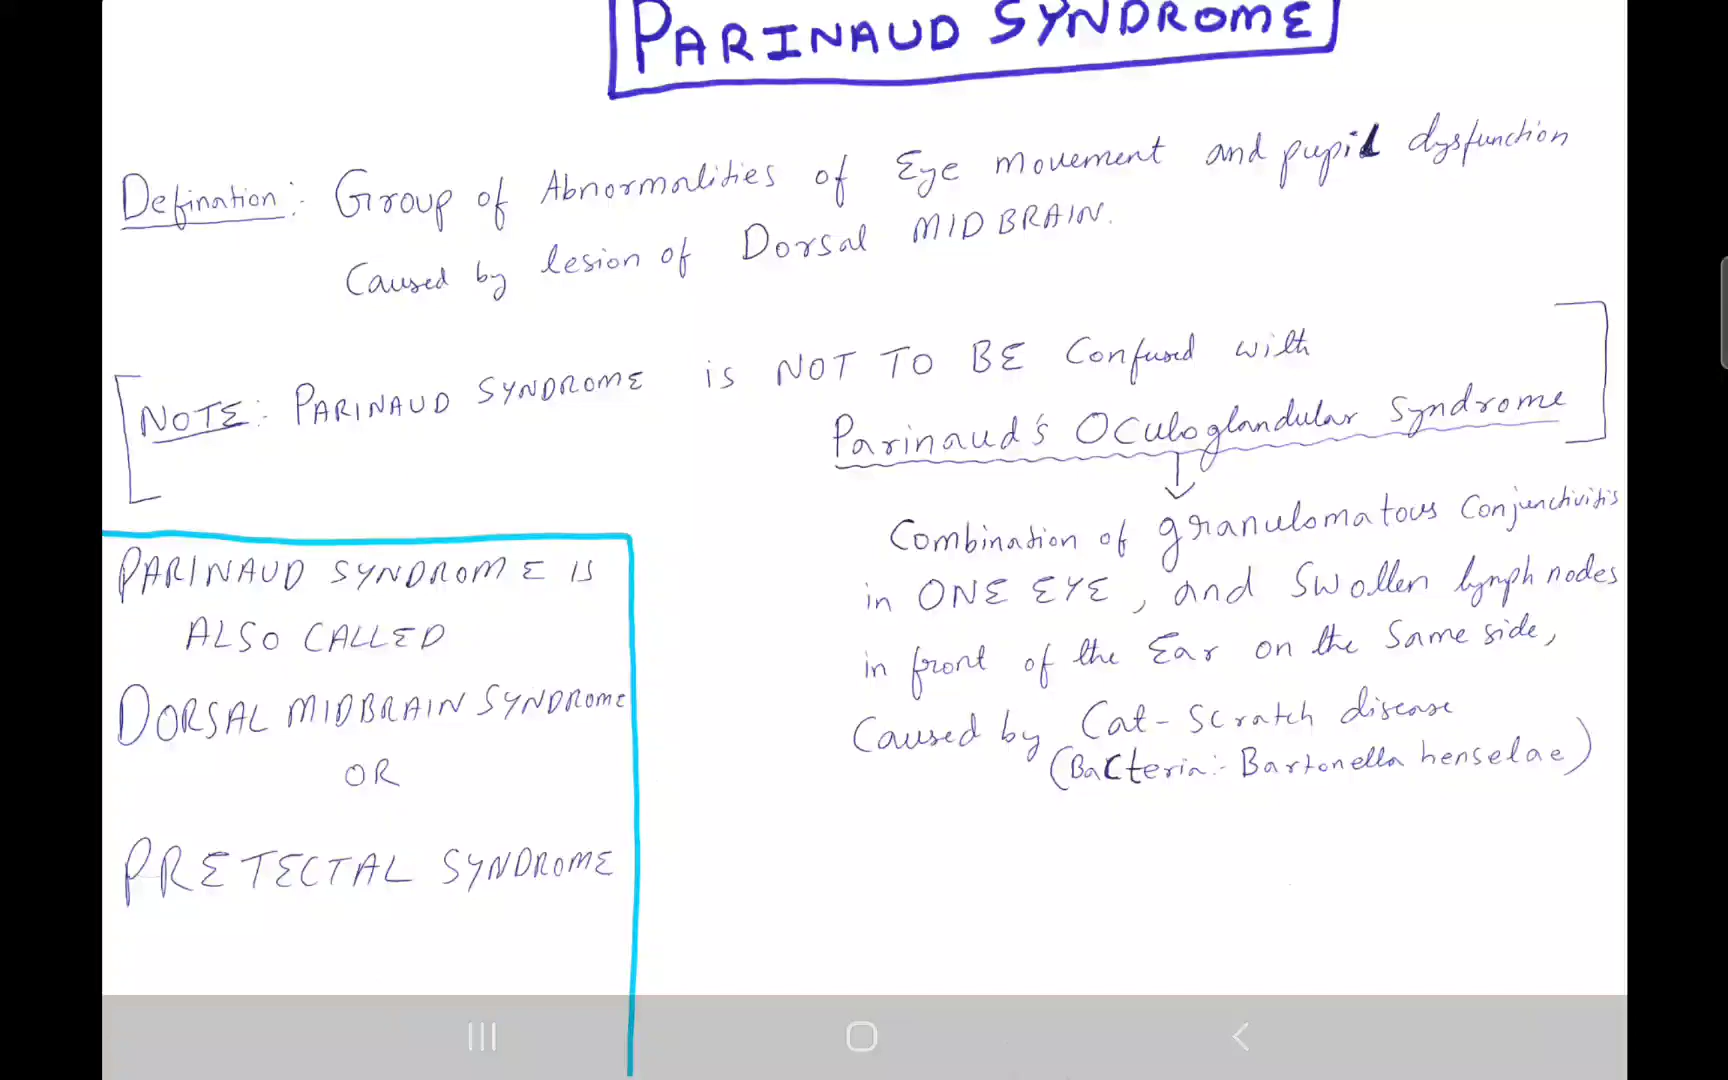 PARINAUD SYNDROME
Defination:- Group of Abnormalities of Eye movement and pupil dysfunction
Caused by lesion of Dorsal MIDBRAIN.
NOTE:- PARINAUD SYNDROME is NOT TO BE Confused with
Parinaud's Oculoglandular Syndrome
Combination of granulomatous Conjunctivitis
in ONE EYE, and Swollen lymph nodes
in front of the Ear on the Same side,
Caused by Cat-Scratch disease
(Bacteria:- Bartonella henselae)
PARINAUD SYNDROME IS
ALSO CALLED
DORSAL MIDBRAIN SYNDROME
OR
PRETECTAL SYNDROME